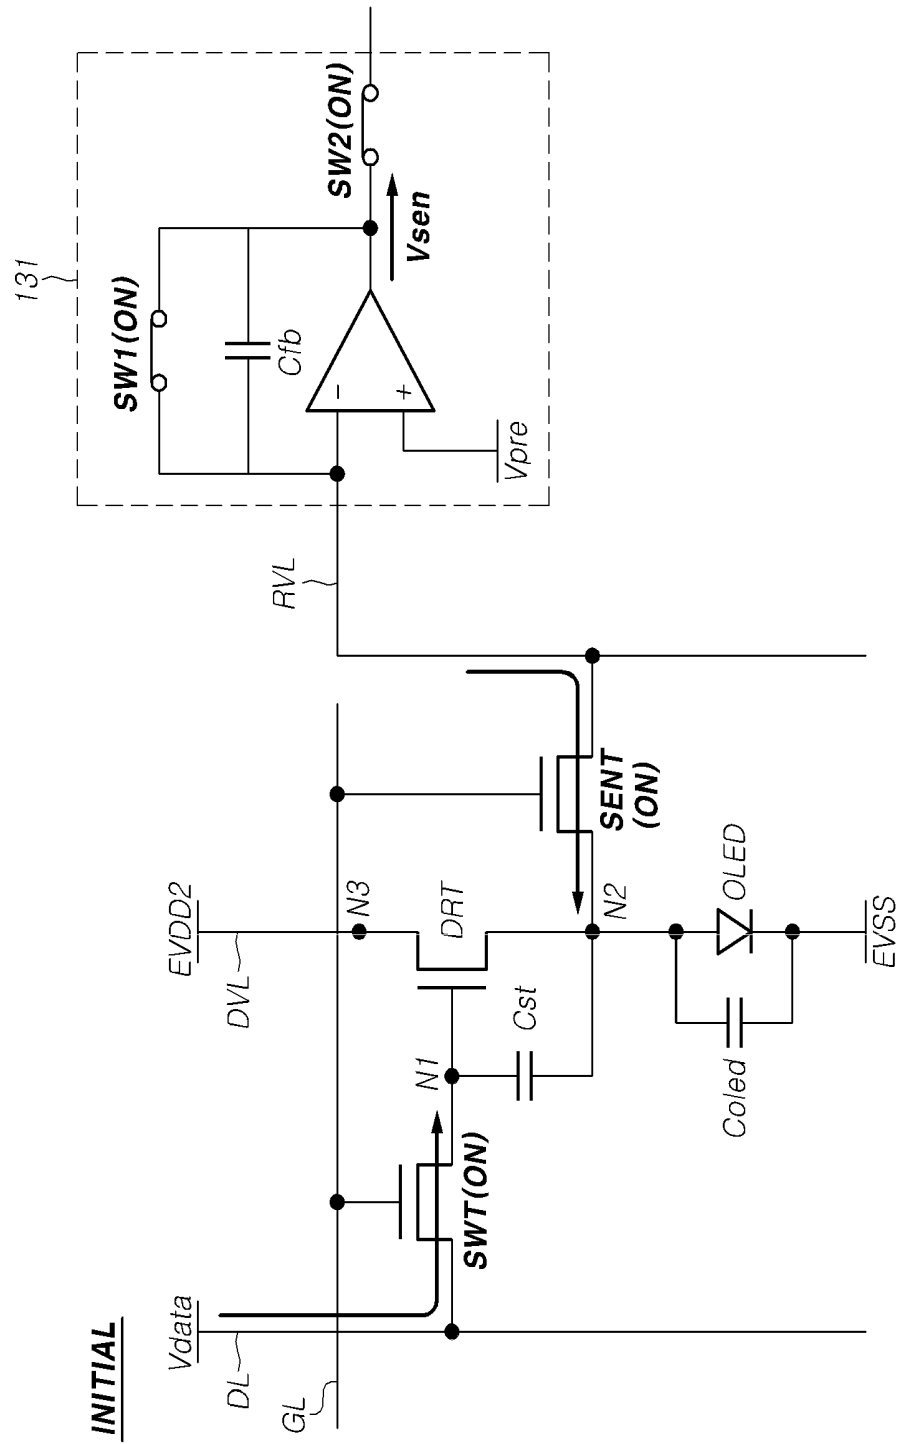 INITIAL
Vdata
DL
GL
SWT(ON)
N1
Cst
EVDD2
DVL
N3
DRT
N2
SENT
(ON)
OLED
Coled
EVSS
RVL
131
SW1(ON)
Cfb
-
+
Vpre
Vsen
SW2(ON)